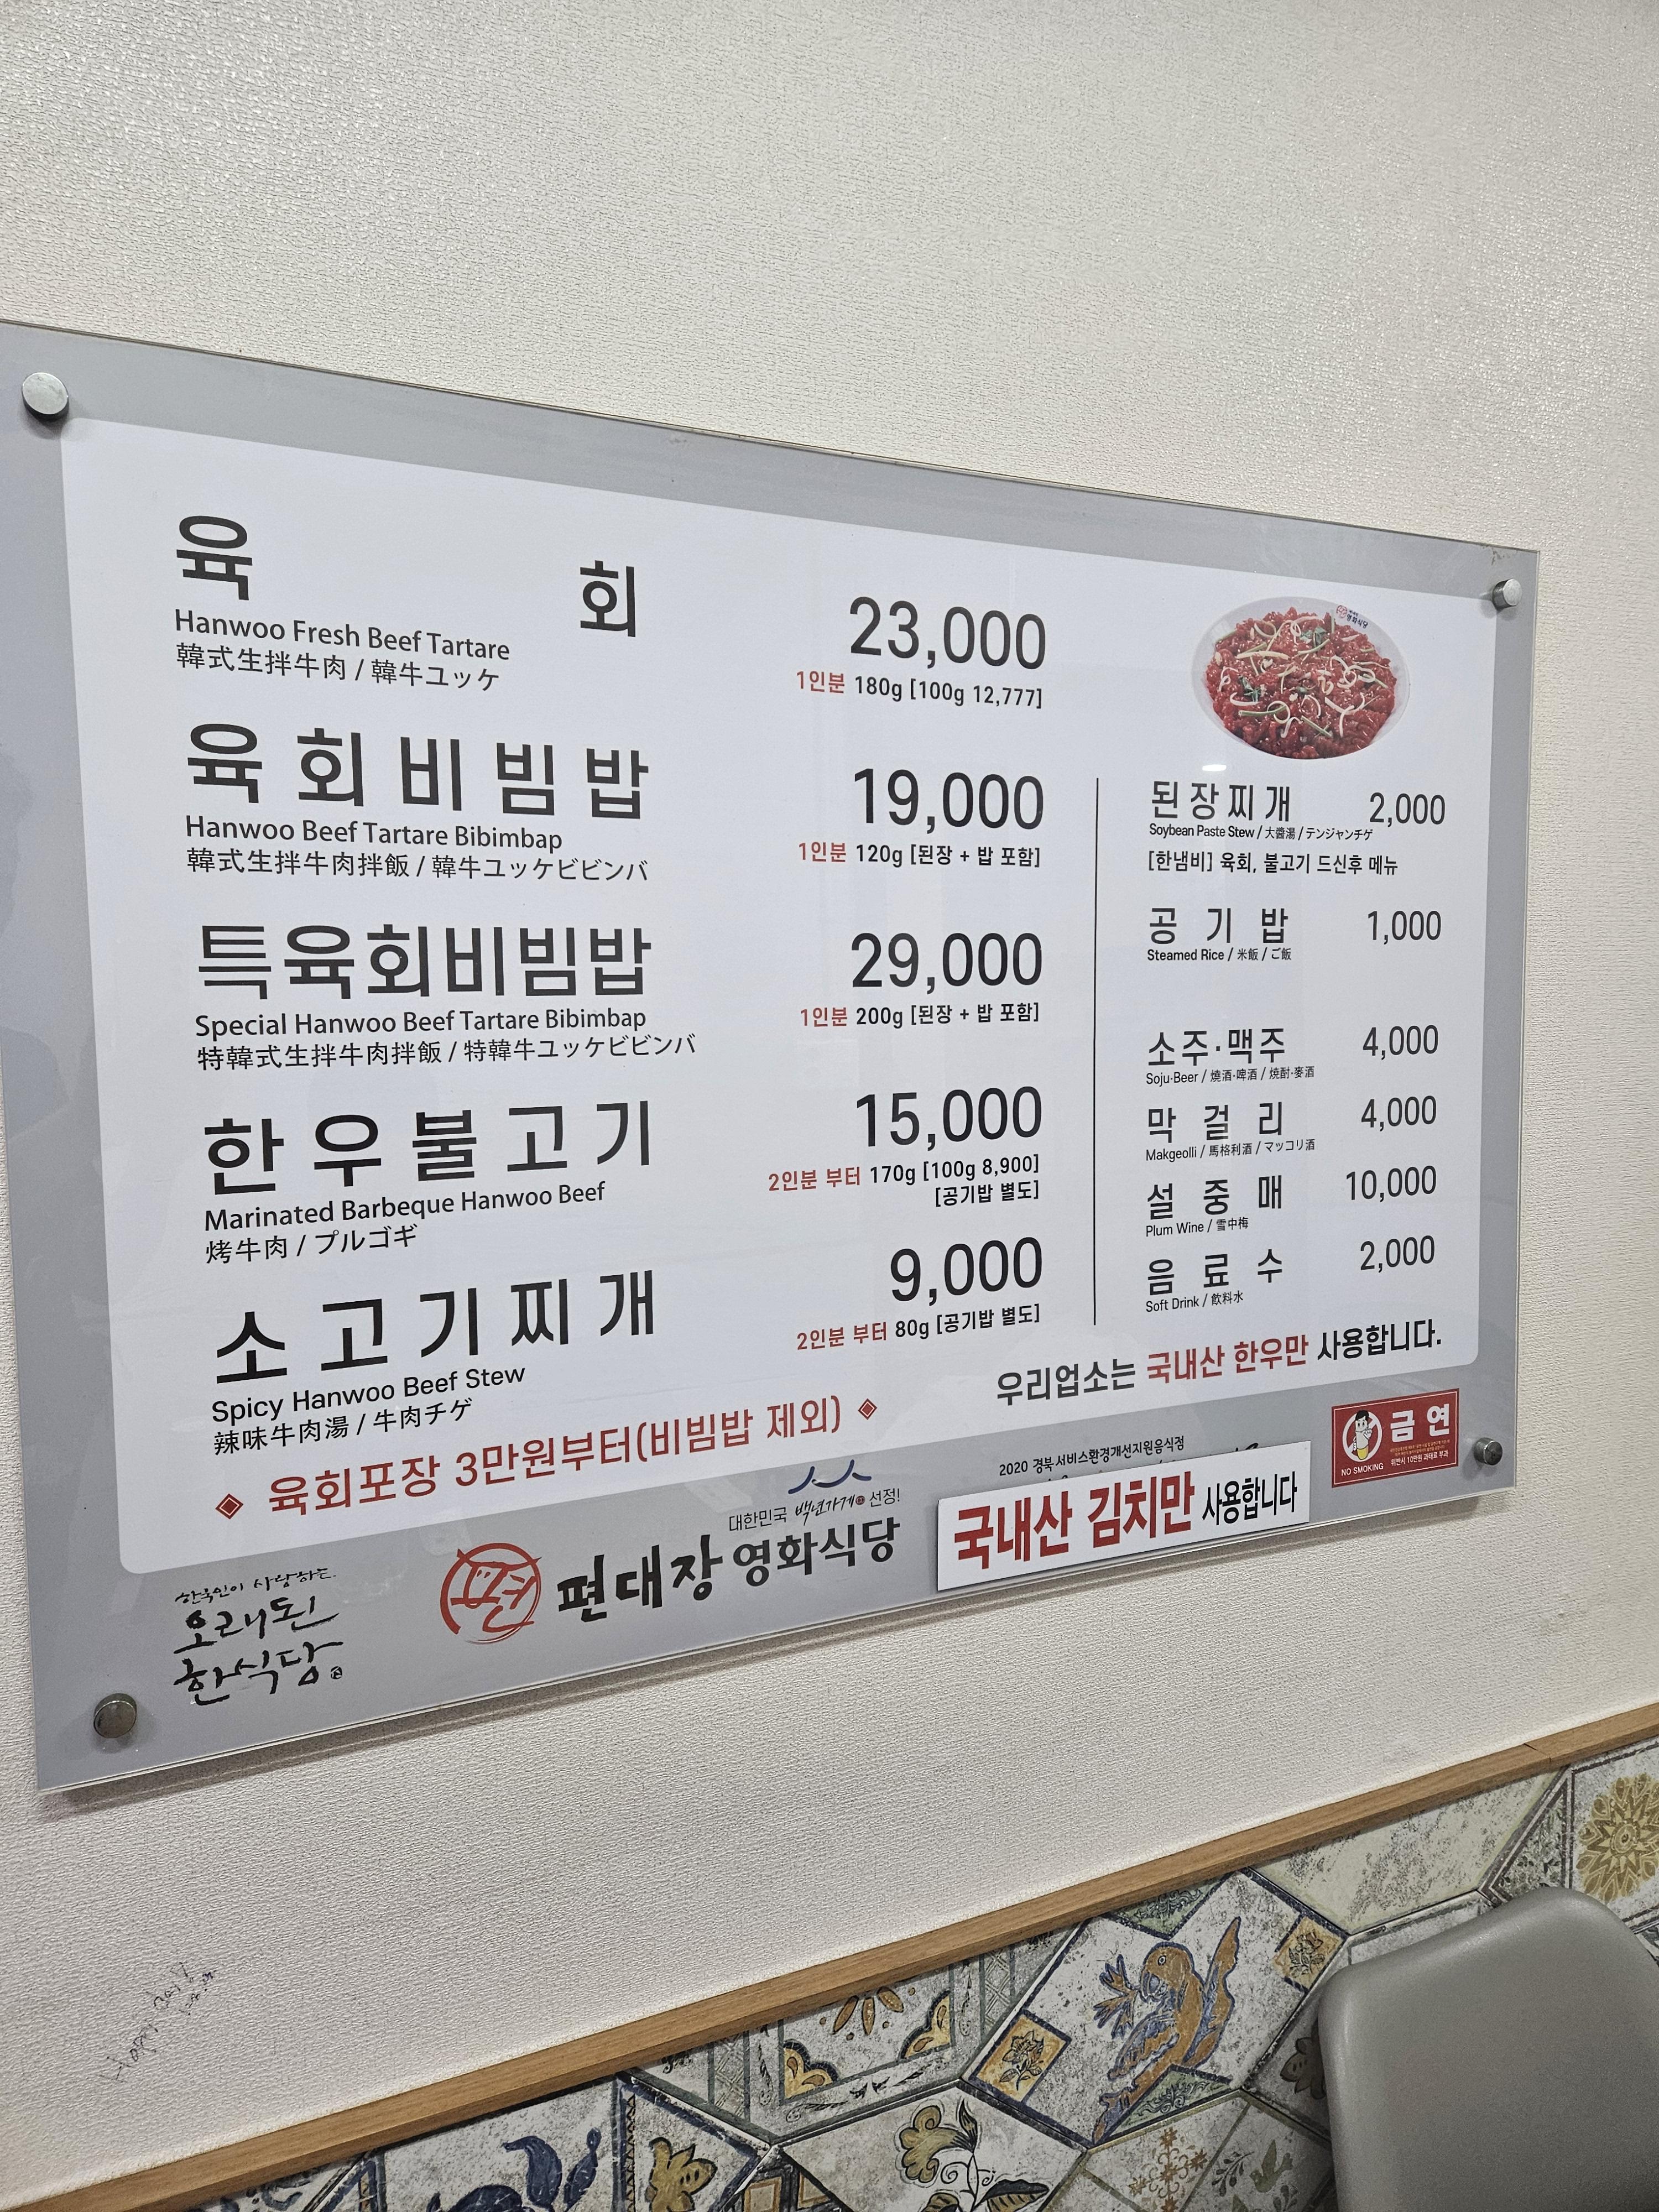 육 회
Hanwoo Fresh Beef Tartare
韓式生拌牛肉 / 韓牛ユッケ
23,000
1인분 180g [100g 12,777]
육회비빔밥
Hanwoo Beef Tartare Bibimbap
韓式生拌牛肉拌飯 / 韓牛ユッケビビンバ
19,000
1인분 120g [된장 + 밥 포함]
특육회비빔밥
Special Hanwoo Beef Tartare Bibimbap
特韓式生拌牛肉拌飯 / 特韓牛ユッケビビンバ
29,000
1인분 200g [된장 + 밥 포함]
한우불고기
Marinated Barbeque Hanwoo Beef
烤牛肉 / プルゴギ
15,000
2인분 부터 170g [100g 8,900]
[공기밥 별도]
소고기찌개
Spicy Hanwoo Beef Stew
辣味牛肉湯 / 牛肉チゲ
9,000
2인분 부터 80g [공기밥 별도]
된장찌개 2,000
Soybean Paste Stew / 大醬湯 / テンジャンチゲ
[한냄비] 육회, 불고기 드신후 메뉴
공기밥 1,000
Steamed Rice / 米飯 / ご飯
소주·맥주 4,000
Soju·Beer / 燒酒·啤酒 / 焼酎·麥酒
막걸리 4,000
Makgeolli / 馬格利酒 / マッコリ酒
설중매 10,000
Plum Wine / 雪中梅
음료수 2,000
Soft Drink / 飮料水
우리업소는 국내산 한우만 사용합니다.
◈ 육회포장 3만원부터(비빔밥 제외) ◈
한국인이 사랑하는
오래된
한식당
편
대한민국 백년가게 선정!
편대장 영화식당
2020 경북서비스환경개선지원음식점
국내산 김치만 사용합니다
금연
NO SMOKING
위반시 10만원 과태료 부과